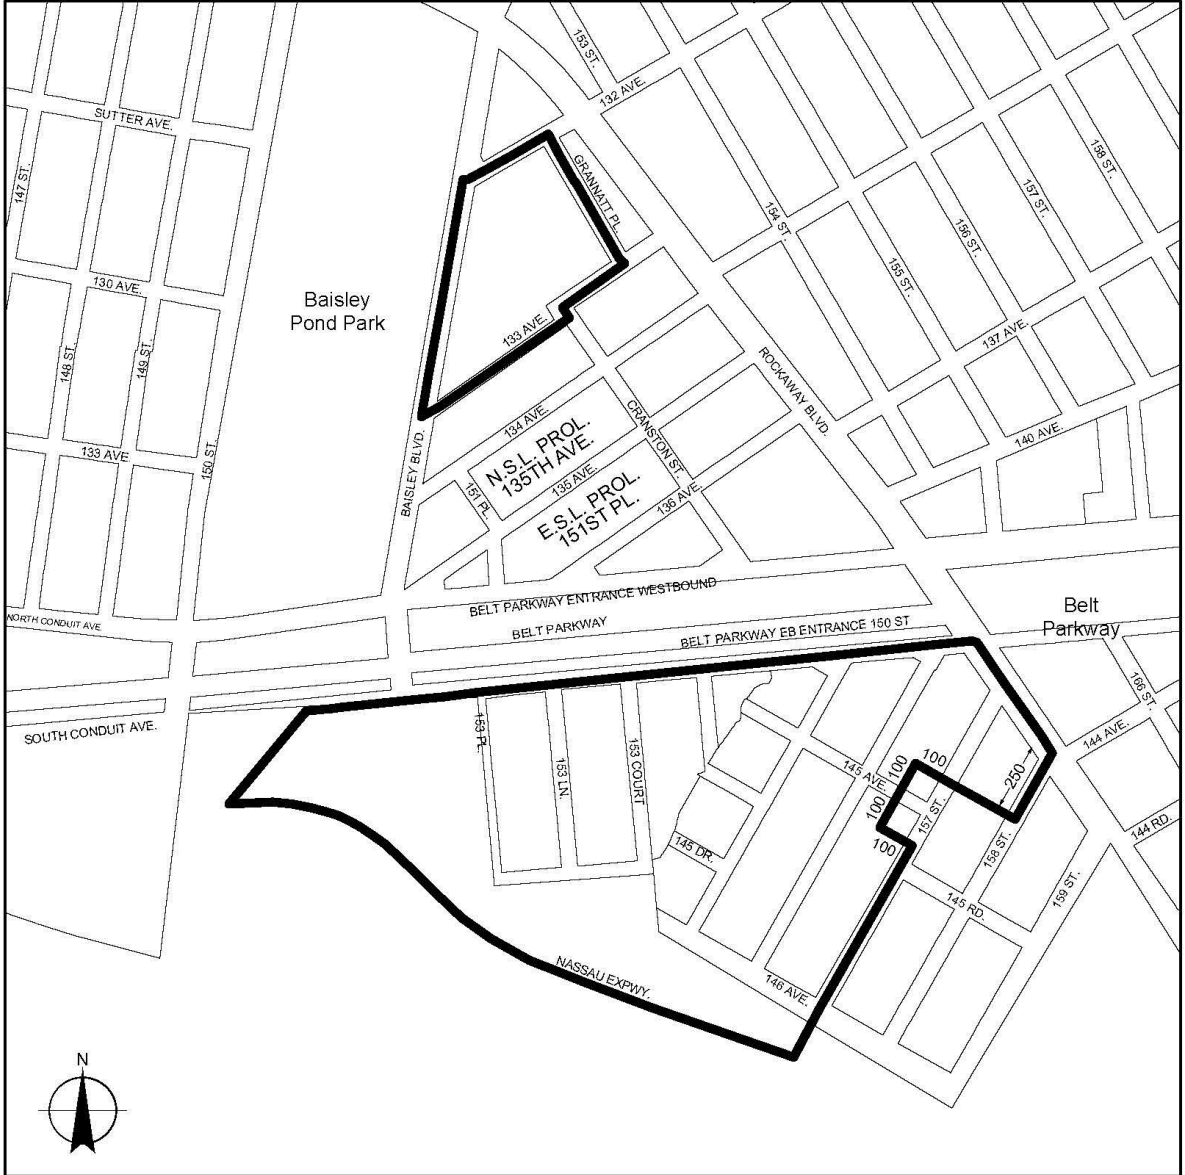 153 ST.
132 AVE.
SUTTER AVE.
147 ST.
GRANNATT PL.
158 ST.
157 ST.
154 ST.
156 ST.
155 ST.
130 AVE.
Baisley
Pond Park
133 AVE.
137 AVE.
148 ST.
149 ST.
ROCKAWAY BLVD.
134 AVE.
CRANSTON ST.
140 AVE.
133 AVE
150 ST.
BAISLEY BLVD.
N.S.L. PROL.
135TH AVE.
151 PL.
135 AVE.
E.S.L. PROL.
151ST PL.
136 AVE.
BELT PARKWAY ENTRANCE WESTBOUND
NORTH CONDUIT AVE
BELT PARKWAY
BELT PARKWAY EB ENTRANCE 150 ST
Belt
Parkway
166 ST.
SOUTH CONDUIT AVE.
144 AVE.
153 PL.
153 LN.
153 COURT
145 AVE.
100
100
250
100
100
157 ST.
158 ST.
144 RD.
145 DR.
159 ST.
145 RD.
NASSAU EXPWY.
146 AVE.
N